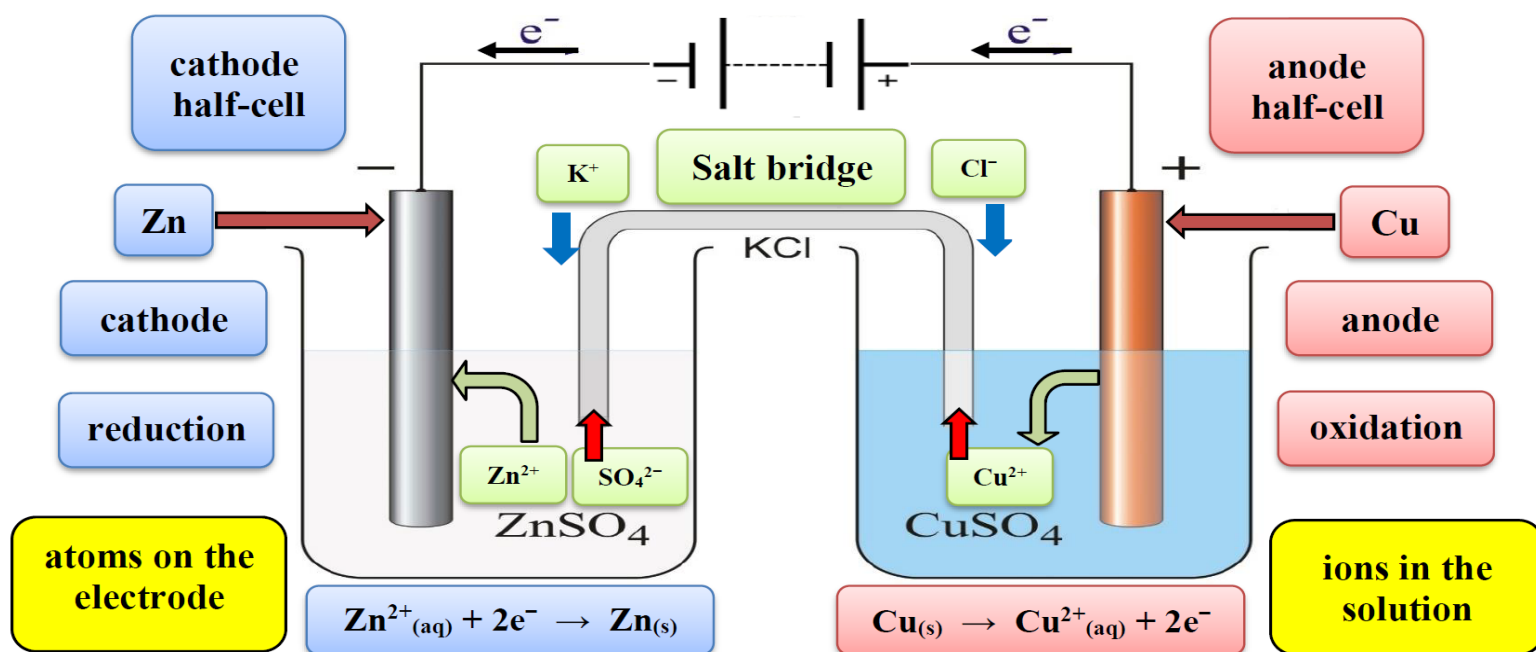 cathode
half-cell
e⁻
e⁻
anode
half-cell
−
+
−
K⁺
Salt bridge
Cl⁻
+
Zn
KCl
Cu
cathode
anode
reduction
oxidation
Zn²⁺
SO₄²⁻
Cu²⁺
ZnSO₄
CuSO₄
atoms on the
electrode
ions in the
solution
Zn²⁺(aq) + 2e⁻ → Zn(s)
Cu(s) → Cu²⁺(aq) + 2e⁻